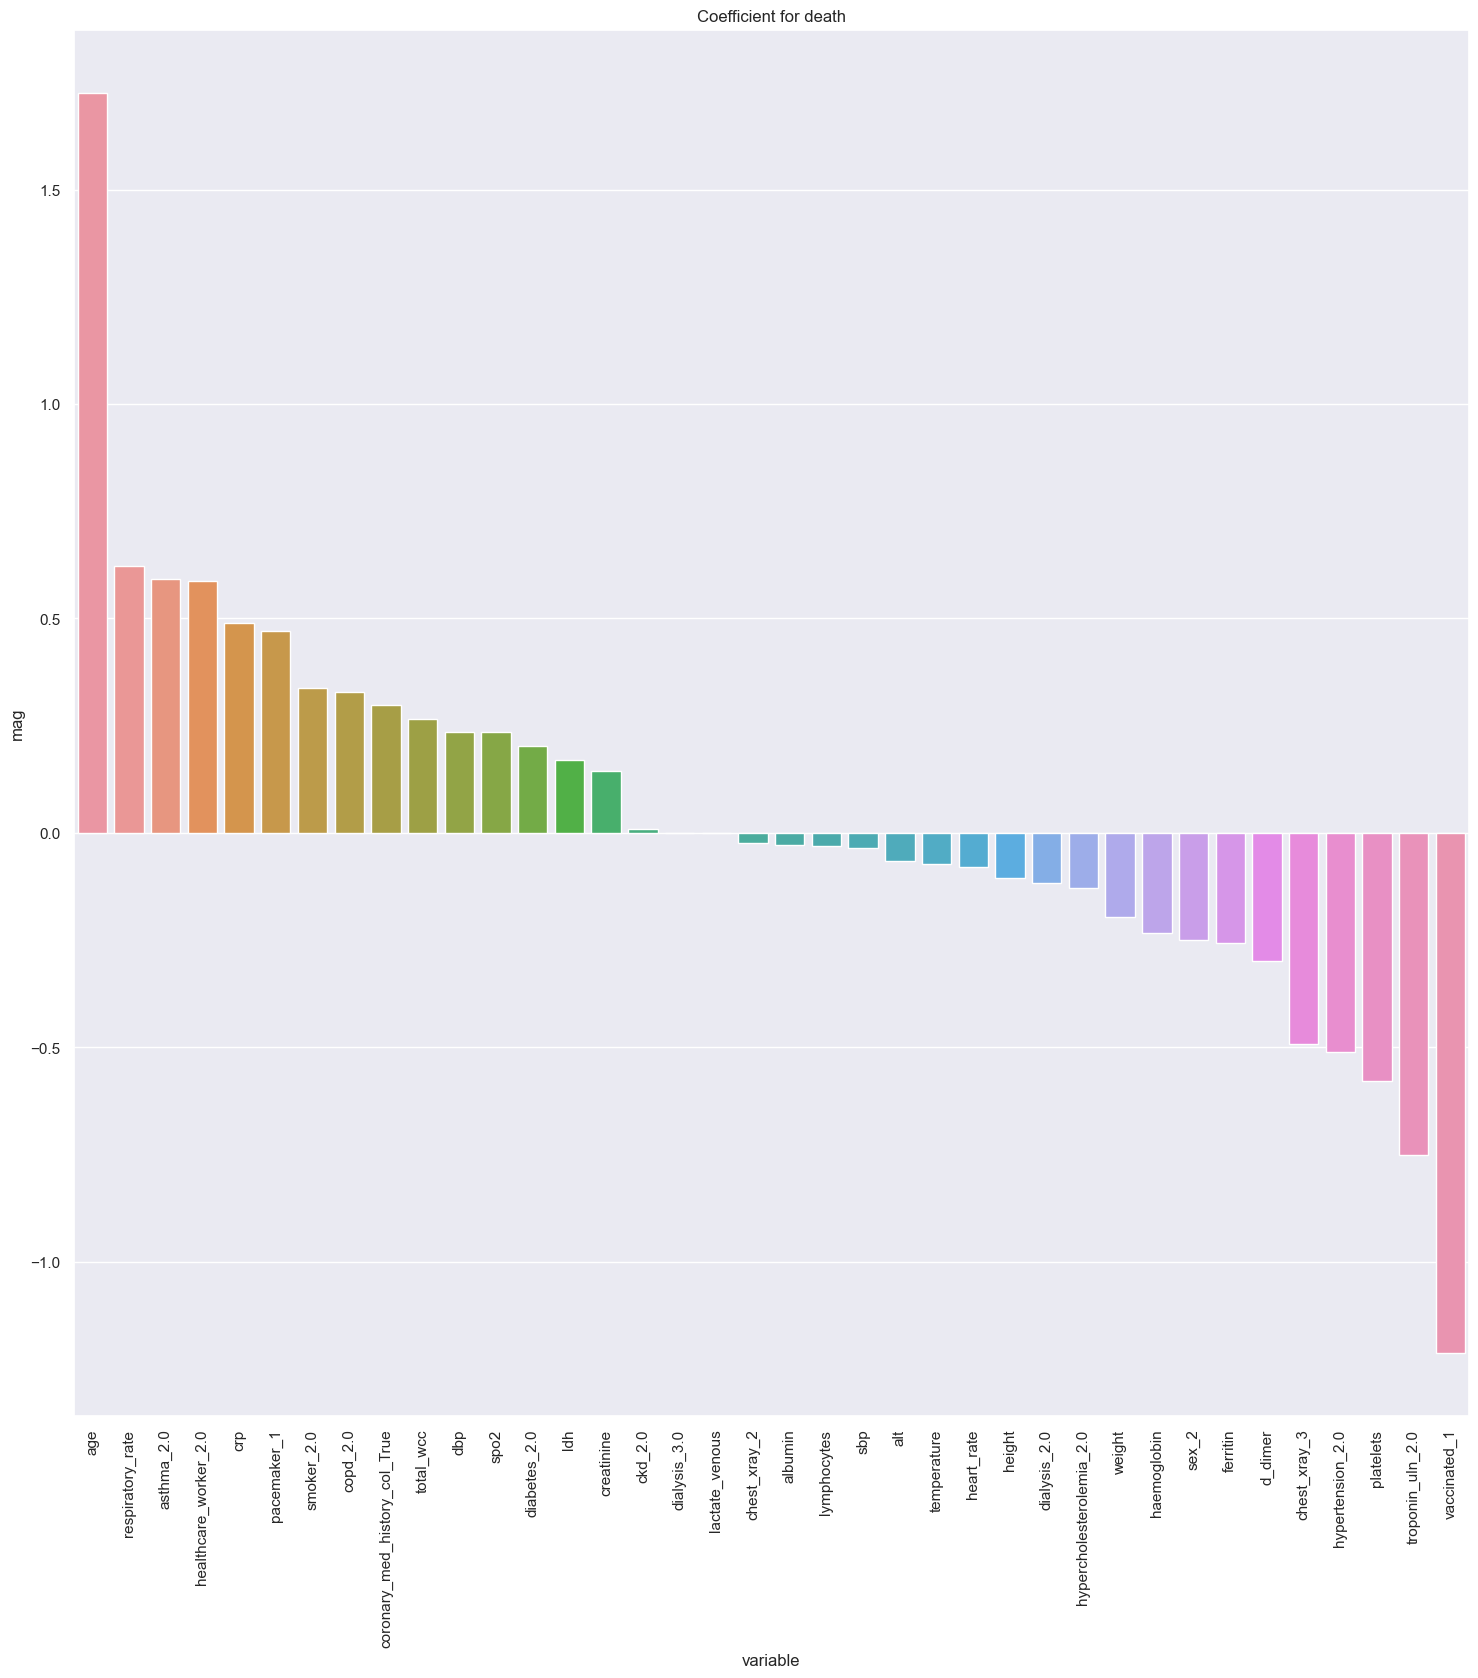 Coefficient for death
1.5
1.0
0.5
0.0
−0.5
−1.0
mag
age
respiratory_rate
asthma_2.0
healthcare_worker_2.0
crp
pacemaker_1
smoker_2.0
copd_2.0
coronary_med_history_col_True
total_wcc
dbp
spo2
diabetes_2.0
ldh
creatinine
ckd_2.0
dialysis_3.0
lactate_venous
chest_xray_2
albumin
lymphocytes
sbp
alt
temperature
heart_rate
height
dialysis_2.0
hypercholesterolemia_2.0
weight
haemoglobin
sex_2
ferritin
d_dimer
chest_xray_3
hypertension_2.0
platelets
troponin_uln_2.0
vaccinated_1
variable